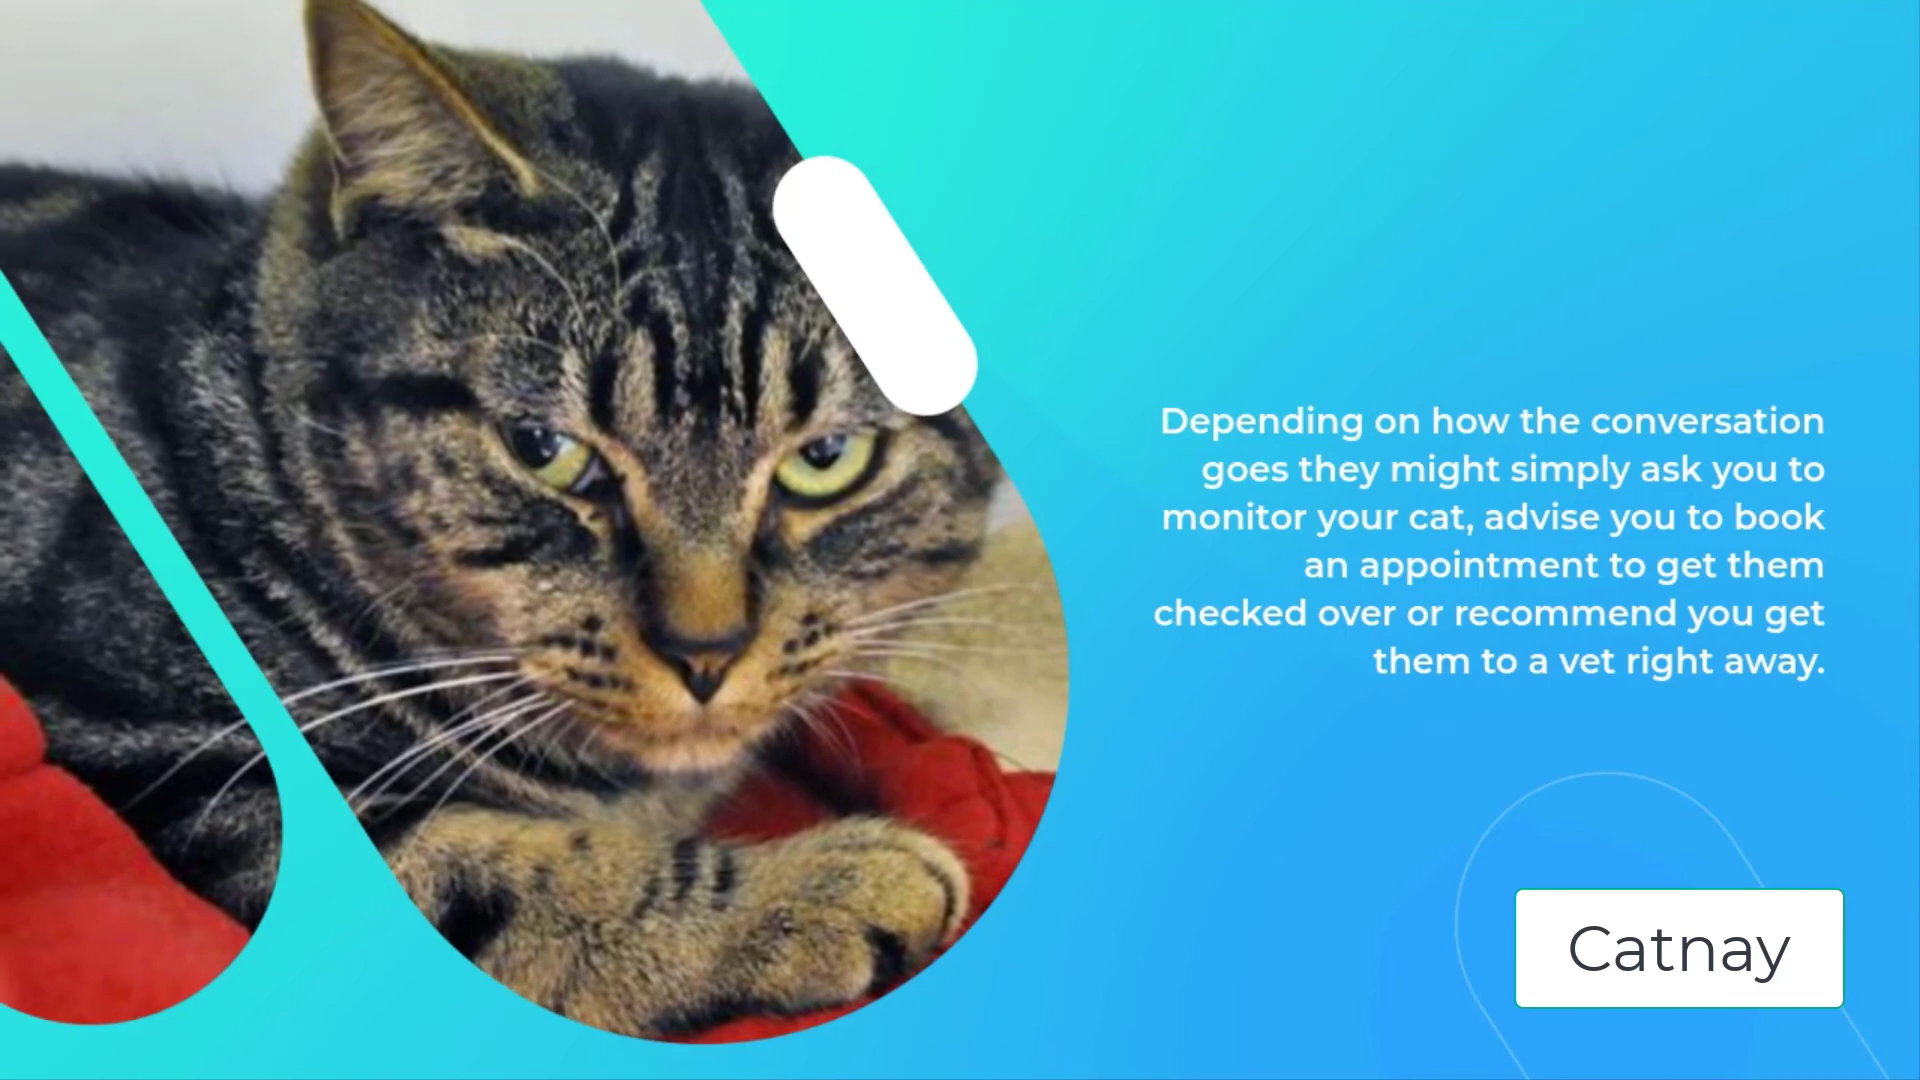 Depending on how the conversation
goes they might simply ask you to
monitor your cat, advise you to book
an appointment to get them
checked over or recommend you get
them to a vet right away.
Catnay